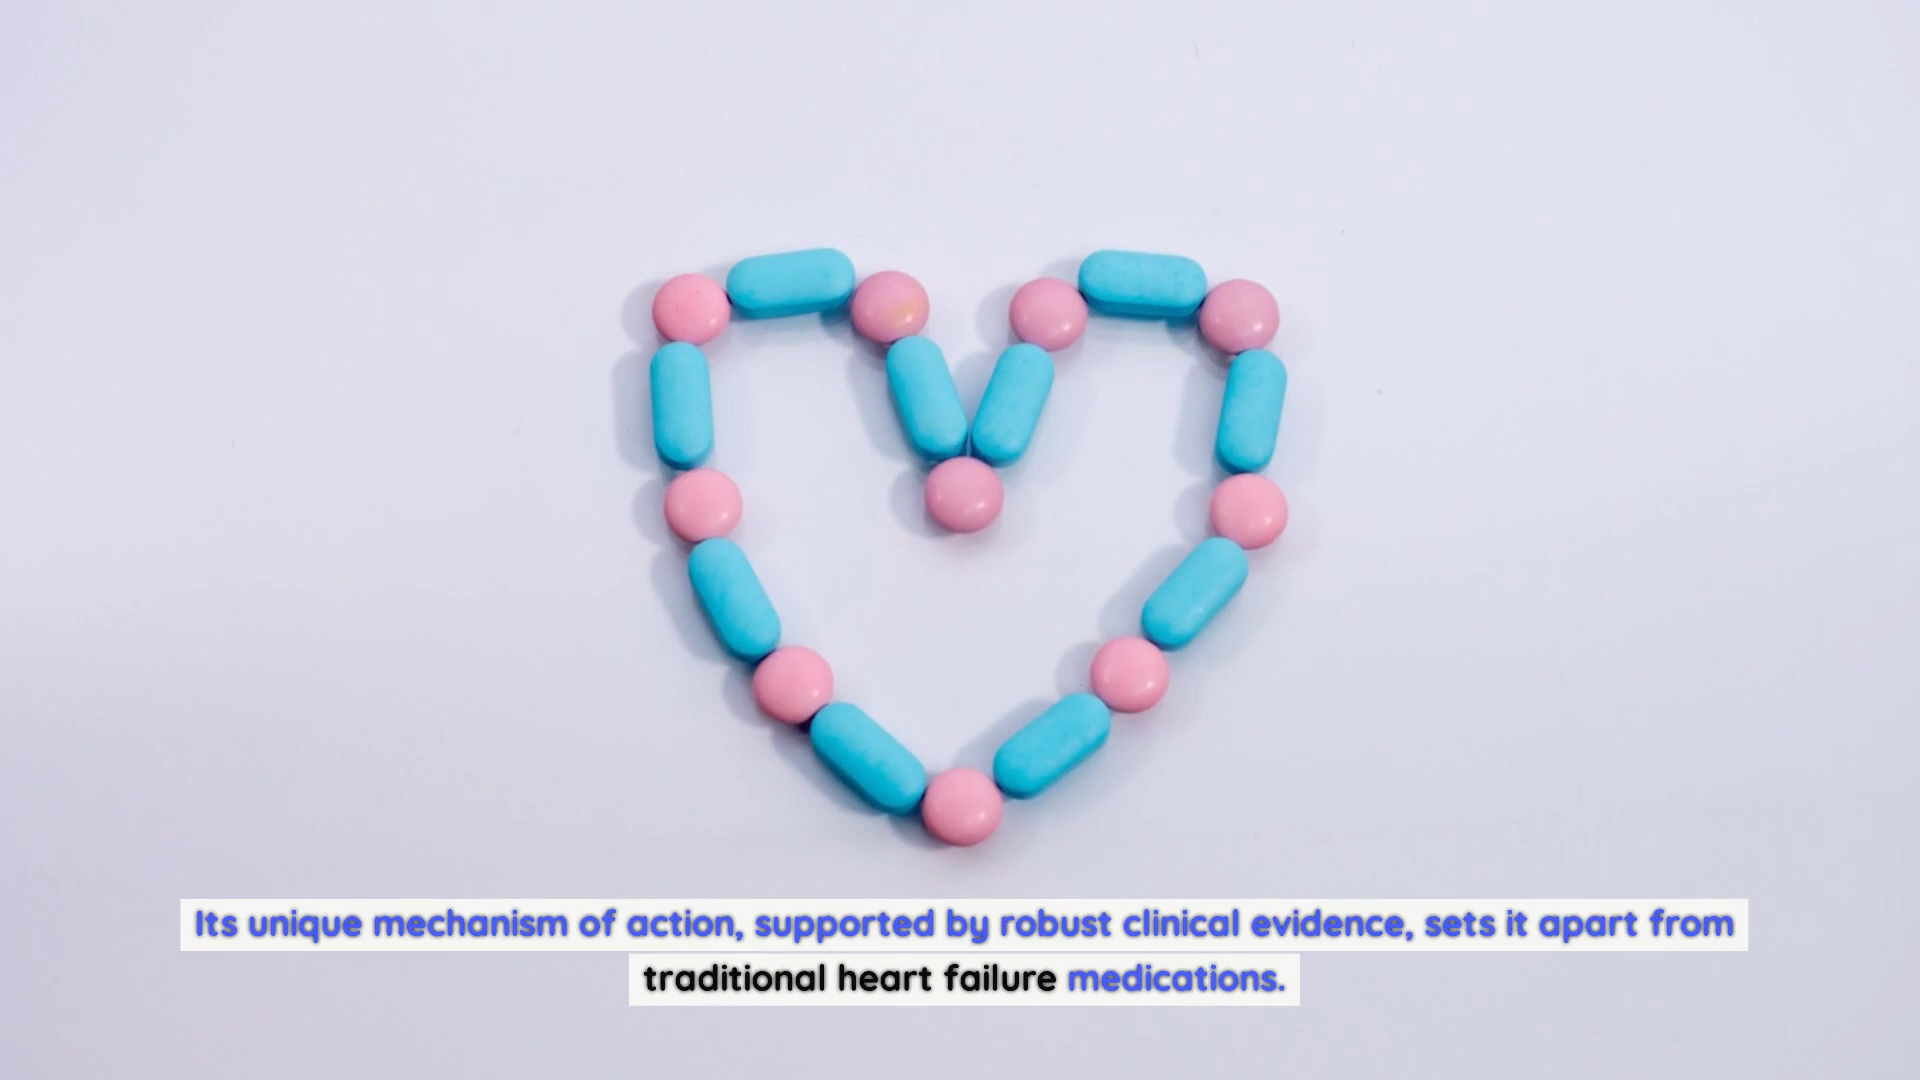 Its unique mechanism of action, supported by robust clinical evidence, sets it apart from
traditional heart failure medications.